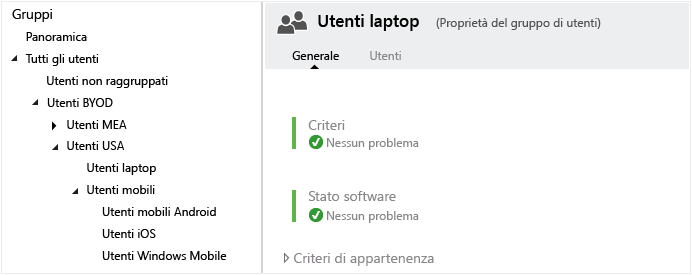 Gruppi
Panoramica
Tutti gli utenti
Utenti non raggruppati
Utenti BYOD
Utenti MEA
Utenti USA
Utenti laptop
Utenti mobili
Utenti mobili Android
Utenti iOS
Utenti Windows Mobile
Utenti laptop (Proprietà del gruppo di utenti)
Generale Utenti
Criteri
Nessun problema
Stato software
Nessun problema
Criteri di appartenenza